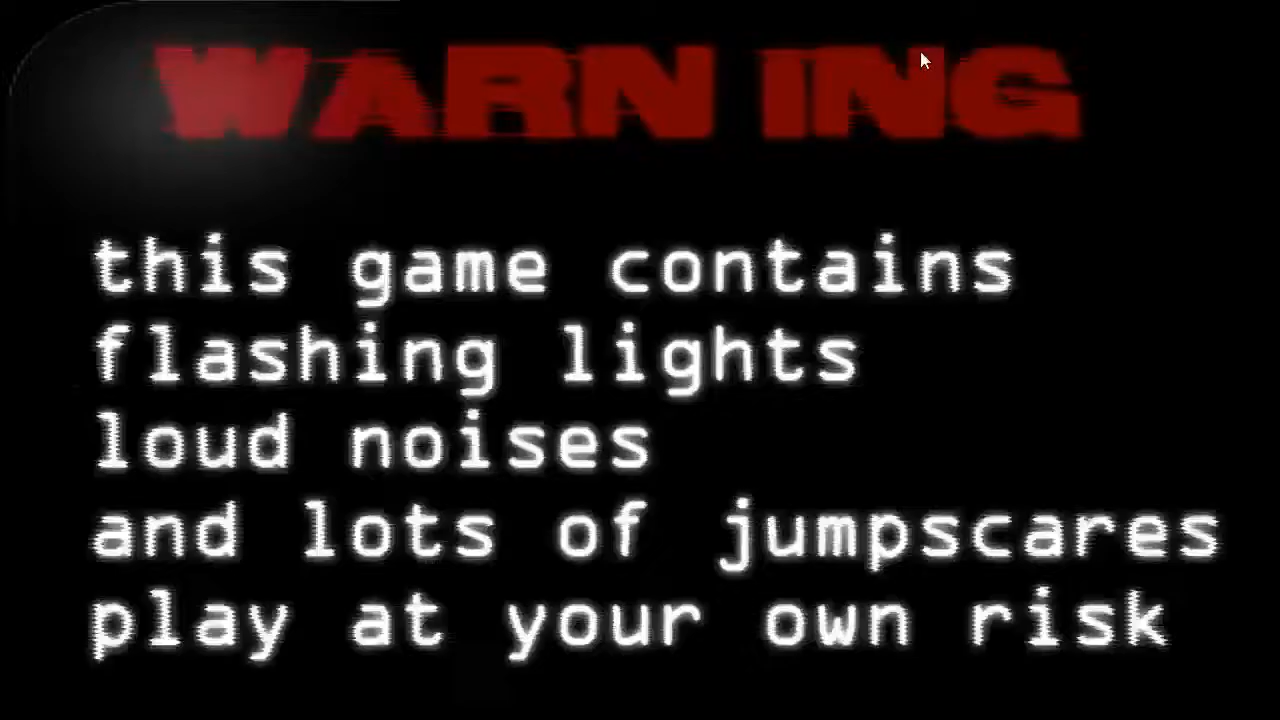 WARNING
this game contains
flashing lights
loud noises
and lots of jumpscares
play at your own risk